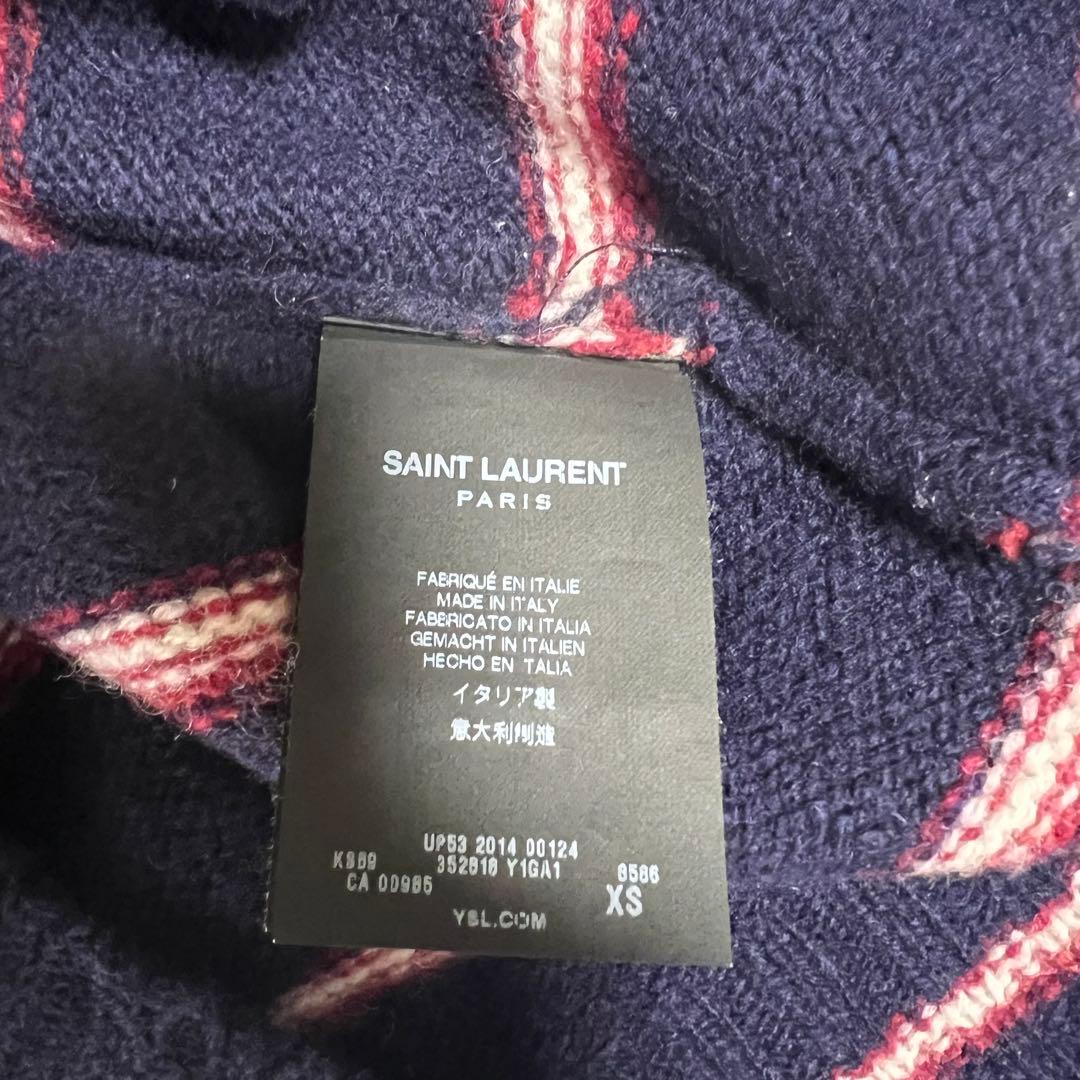 SAINT LAURENT
PARIS
FABRIQUÉ EN ITALIE
MADE IN ITALY
FABBRICATO IN ITALIA
GEMACHT IN ITALIEN
HECHO EN TALIA
イタリア製
意大利制造
UP53 2014 00124
K869 352818 Y1GA1 8586
CA 00985 XS
YSL.COM